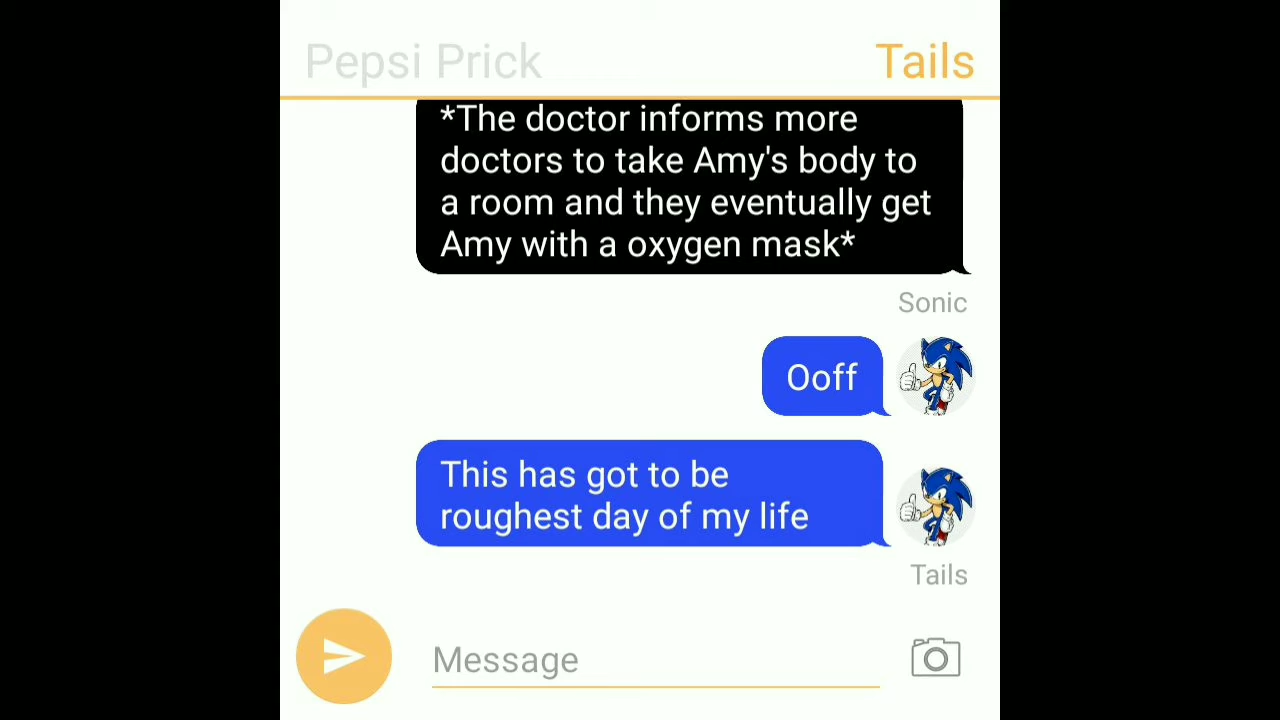 Pepsi Prick Tails
*The doctor informs more
doctors to take Amy's body to
a room and they eventually get
Amy with a oxygen mask*
Sonic
Ooff
This has got to be
roughest day of my life
Tails
Message